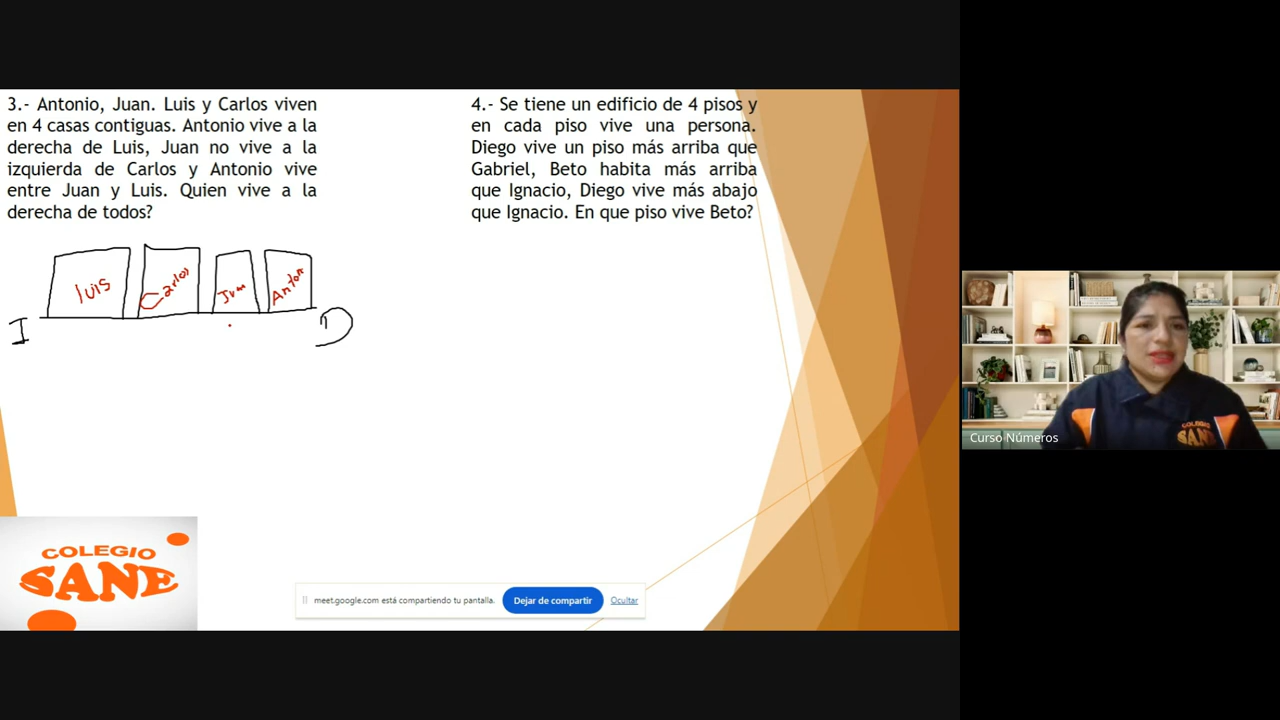 3.- Antonio, Juan. Luis y Carlos viven
en 4 casas contiguas. Antonio vive a la
derecha de Luis, Juan no vive a la
izquierda de Carlos y Antonio vive
entre Juan y Luis. Quien vive a la
derecha de todos?
luis
Carlos
Juan
Anton
I
D
4.- Se tiene un edificio de 4 pisos y
en cada piso vive una persona.
Diego vive un piso más arriba que
Gabriel, Beto habita más arriba
que Ignacio, Diego vive más abajo
que Ignacio. En que piso vive Beto?
COLEGIO
SANE
meet.google.com está compartiendo tu pantalla.
Dejar de compartir
Ocultar
COLEGIO
SANE
Curso Números